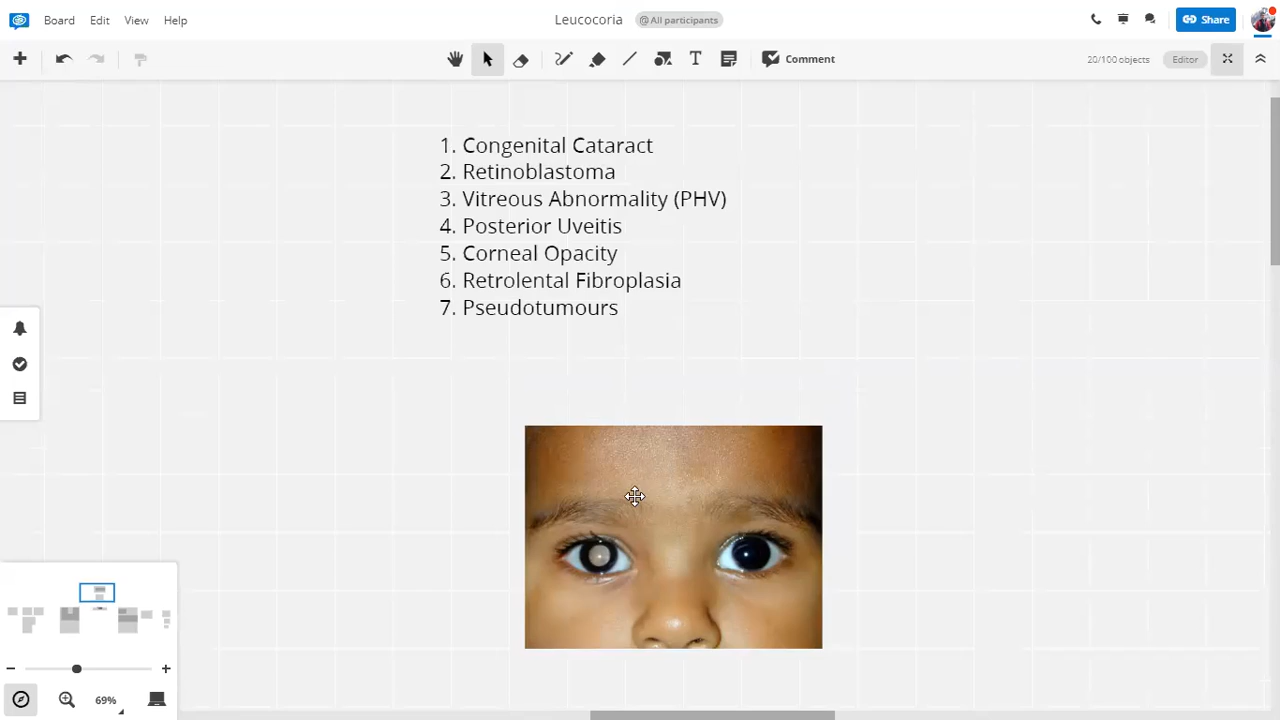 Board Edit View Help
Leucocoria
@ All participants
Share
Comment
20/100 objects
Editor
1. Congenital Cataract
2. Retinoblastoma
3. Vitreous Abnormality (PHV)
4. Posterior Uveitis
5. Corneal Opacity
6. Retrolental Fibroplasia
7. Pseudotumours
69%